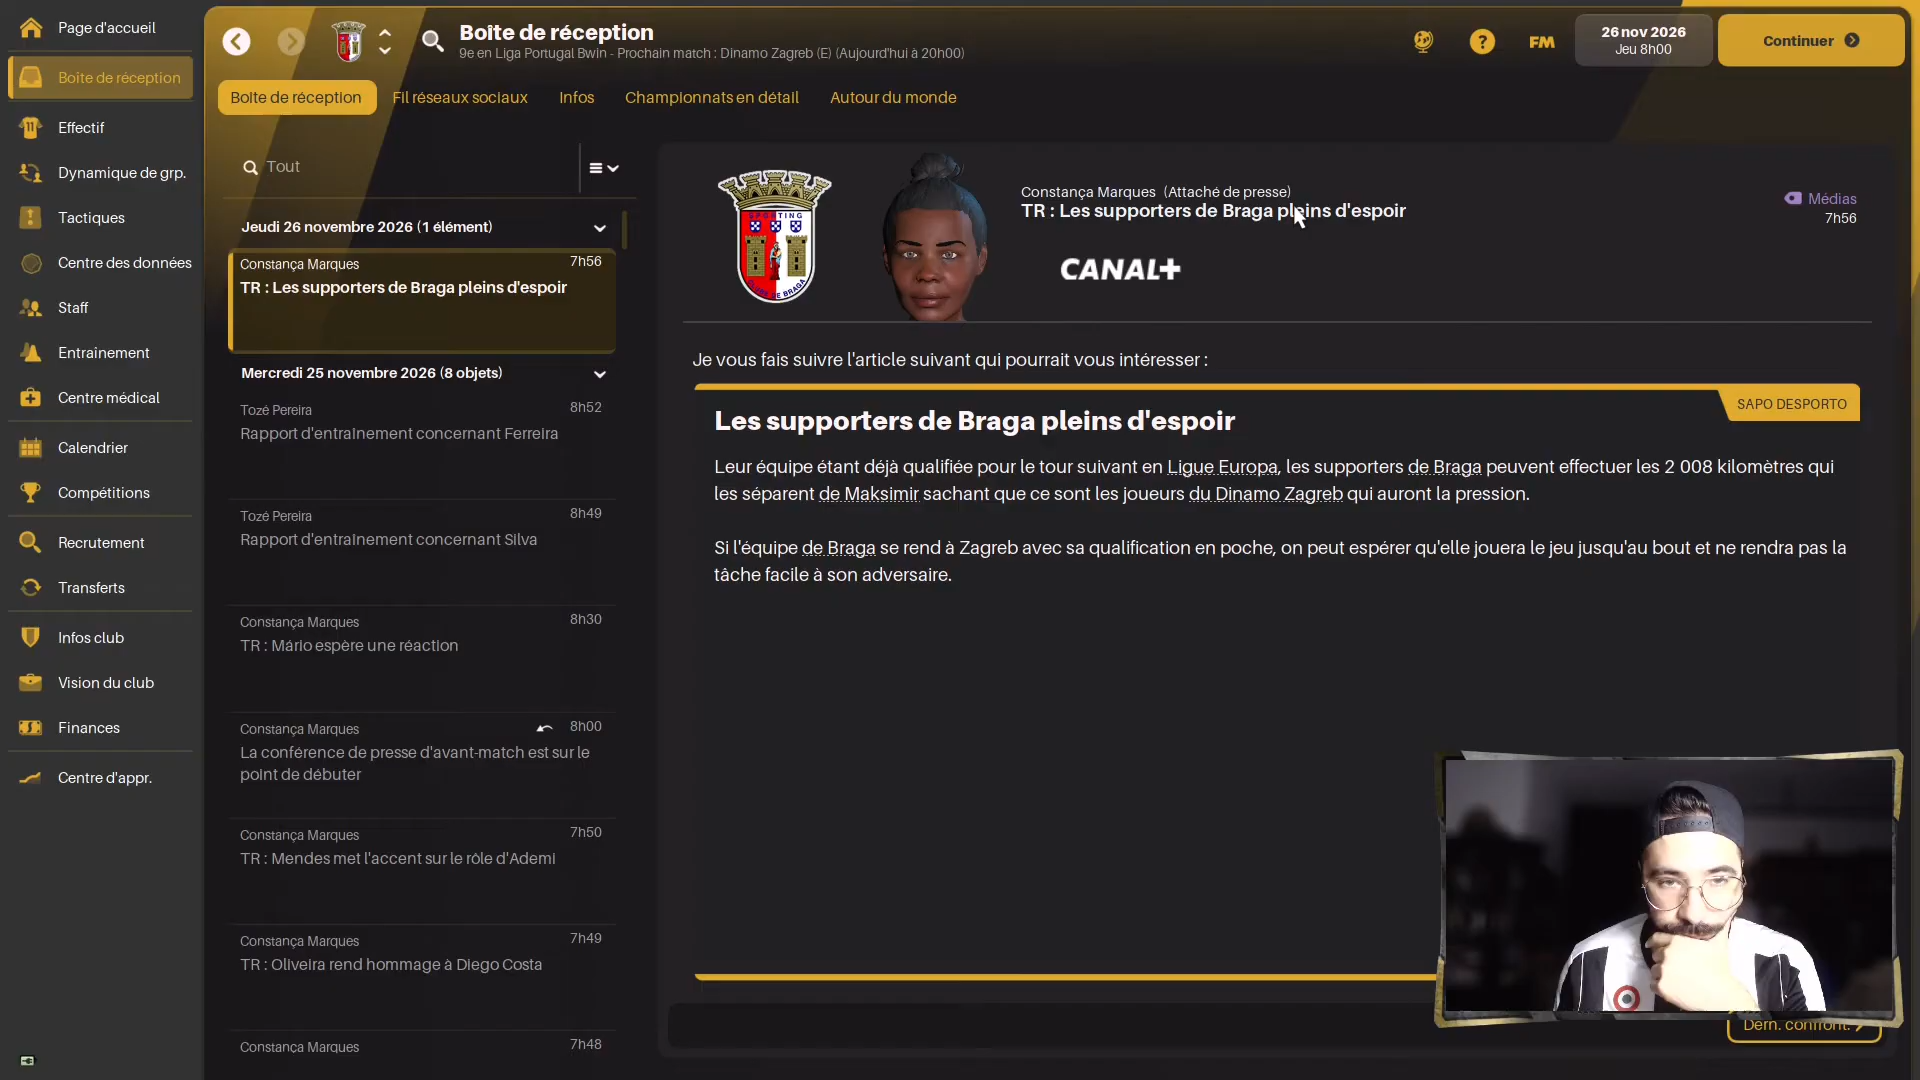 Page d'accueil
Boîte de réception
Effectif
Dynamique de grp.
Tactiques
Centre des données
Staff
Entraînement
Centre médical
Calendrier
Compétitions
Recrutement
Transferts
Infos club
Vision du club
Finances
Centre d'appr.
Boîte de réception
9e en Liga Portugal Bwin - Prochain match : Dinamo Zagreb (E) (Aujourd'hui à 20h00)
FM
26 nov 2026
Jeu 8h00
Continuer
Boîte de réception
Fil réseaux sociaux
Infos
Championnats en détail
Autour du monde
Tout
Jeudi 26 novembre 2026 (1 élément)
Constança Marques 7h56
TR : Les supporters de Braga pleins d'espoir
Mercredi 25 novembre 2026 (8 objets)
Tozé Pereira 8h52
Rapport d'entraînement concernant Ferreira
Tozé Pereira 8h49
Rapport d'entraînement concernant Silva
Constança Marques 8h30
TR : Mário espère une réaction
Constança Marques 8h00
La conférence de presse d'avant-match est sur le
point de débuter
Constança Marques 7h50
TR : Mendes met l'accent sur le rôle d'Ademi
Constança Marques 7h49
TR : Oliveira rend hommage à Diego Costa
Constança Marques 7h48
SPORTING
CLUBE DE BRAGA
Constança Marques (Attaché de presse)
TR : Les supporters de Braga pleins d'espoir
Médias
7h56
CANAL+
Je vous fais suivre l'article suivant qui pourrait vous intéresser :
SAPO DESPORTO
Les supporters de Braga pleins d'espoir
Leur équipe étant déjà qualifiée pour le tour suivant en Ligue Europa, les supporters de Braga peuvent effectuer les 2 008 kilomètres qui
les séparent de Maksimir sachant que ce sont les joueurs du Dinamo Zagreb qui auront la pression.
Si l'équipe de Braga se rend à Zagreb avec sa qualification en poche, on peut espérer qu'elle jouera le jeu jusqu'au bout et ne rendra pas la
tâche facile à son adversaire.
Dern. confront.